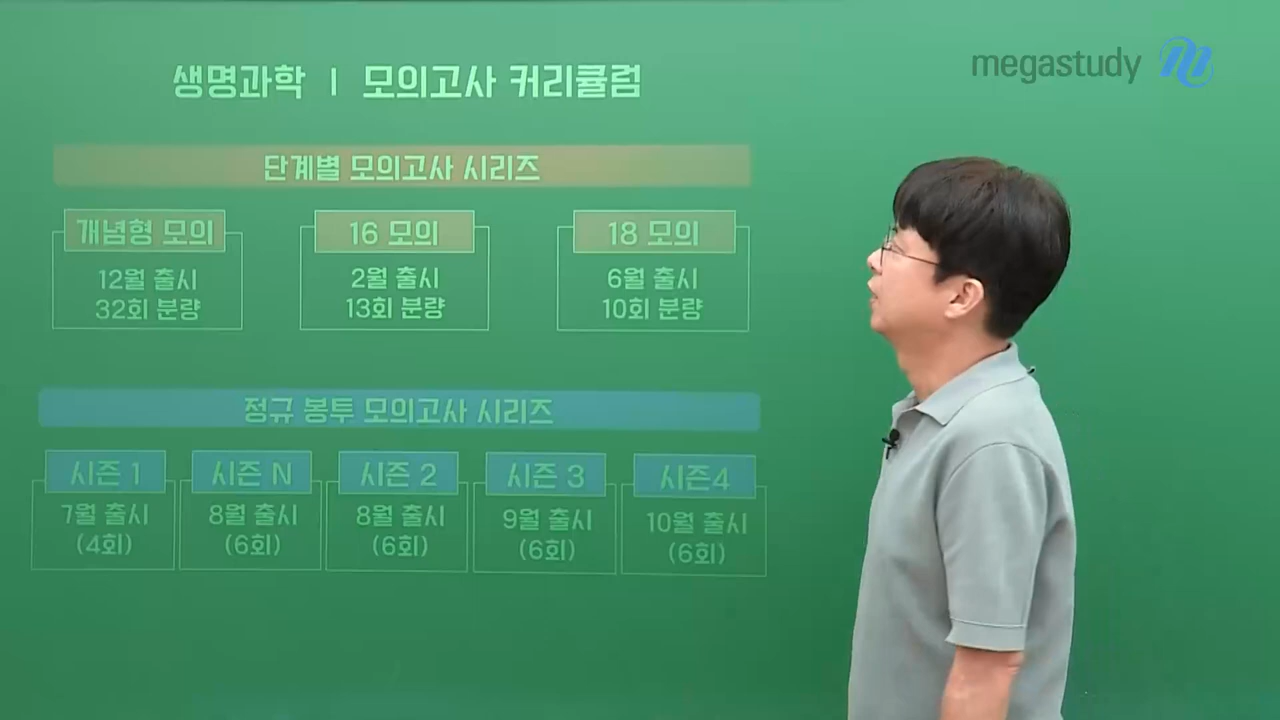 megastudy
생명과학 I 모의고사 커리큘럼
단계별 모의고사 시리즈
개념형 모의
12월 출시
32회 분량
16 모의
2월 출시
13회 분량
18 모의
6월 출시
10회 분량
정규 봉투 모의고사 시리즈
시즌 1
7월 출시
(4회)
시즌 N
8월 출시
(6회)
시즌 2
8월 출시
(6회)
시즌 3
9월 출시
(6회)
시즌4
10월 출시
(6회)